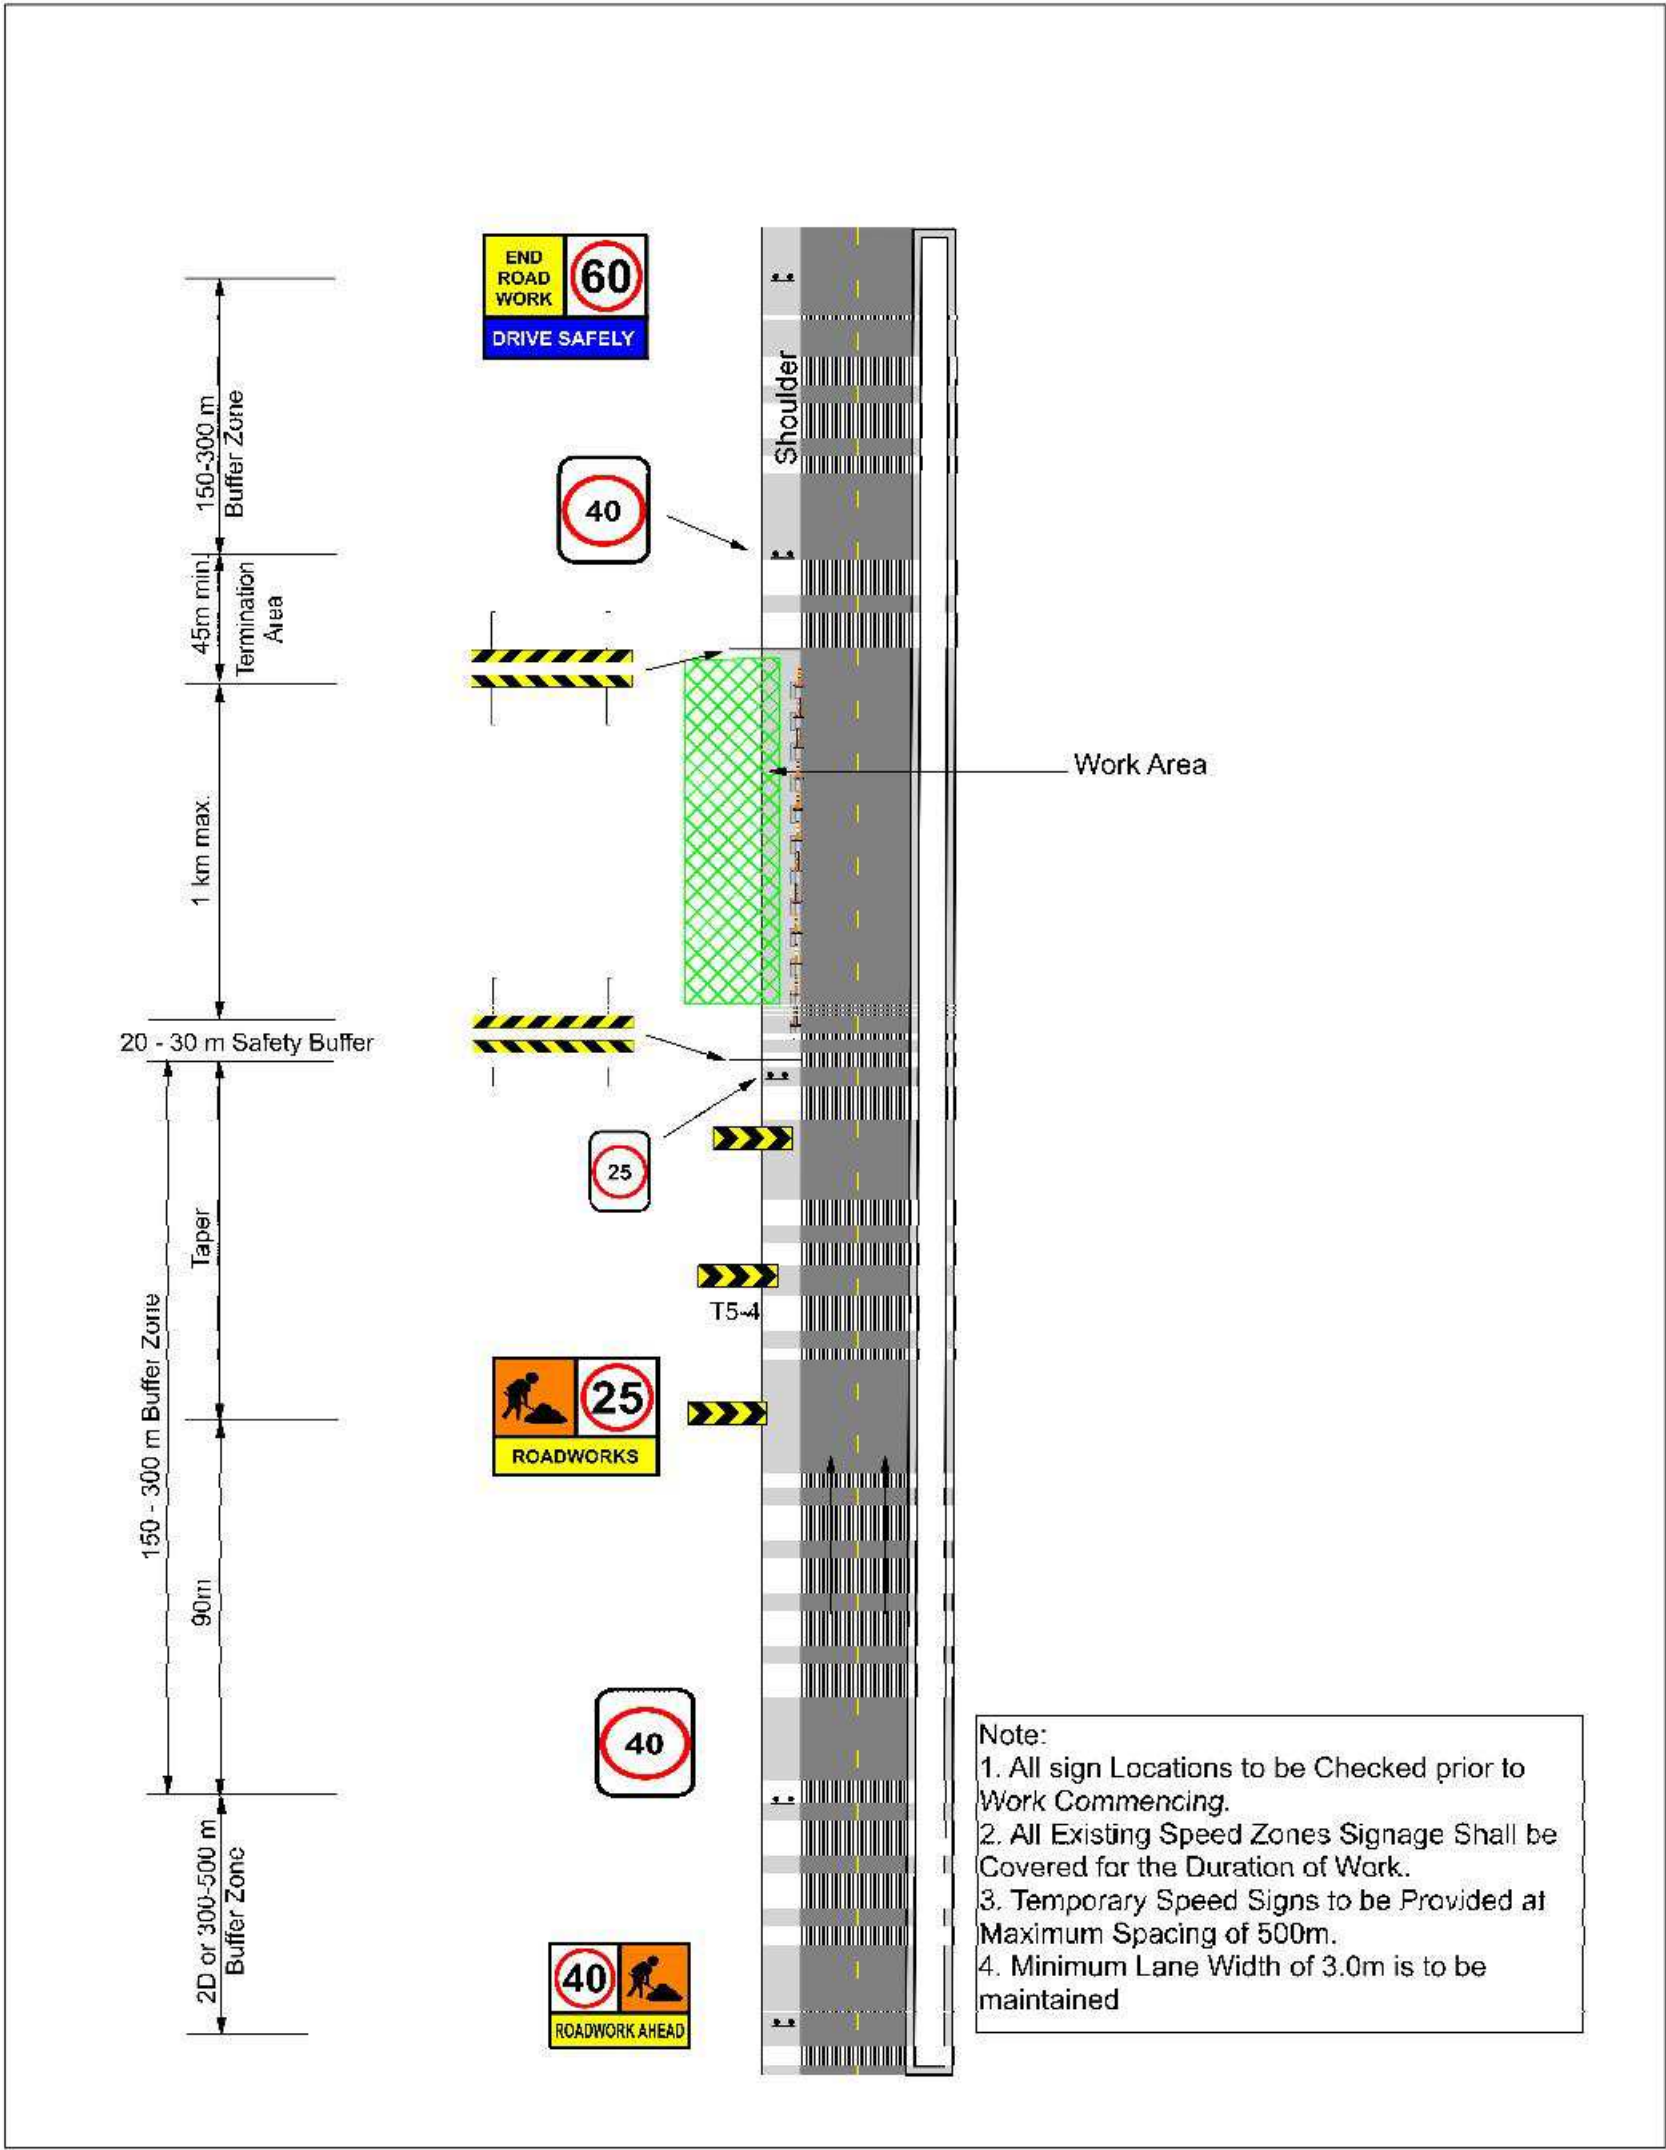 END
ROAD
WORK
60
DRIVE SAFELY
Shoulder
150-300 m
Buffer Zone
40
45m min.
Termination
Area
Work Area
1 km max.
20 - 30 m Safety Buffer
25
Taper
T5-4
150 - 300 m Buffer Zone
25
ROADWORKS
90m
40
2D or 300-500 m
Buffer Zone
40
ROADWORK AHEAD
Note:
1. All sign Locations to be Checked prior to
Work Commencing.
2. All Existing Speed Zones Signage Shall be
Covered for the Duration of Work.
3. Temporary Speed Signs to be Provided at
Maximum Spacing of 500m.
4. Minimum Lane Width of 3.0m is to be
maintained